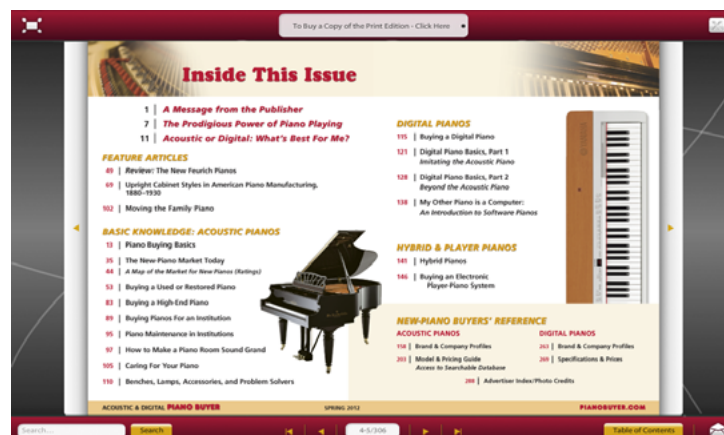 To Buy a Copy of the Print Edition - Click Here
Inside This Issue
1 | A Message from the Publisher
7 | The Prodigious Power of Piano Playing
11 | Acoustic or Digital: What's Best For Me?
FEATURE ARTICLES
49 | Review: The New Feurich Pianos
69 | Upright Cabinet Styles in American Piano Manufacturing,
1880–1930
102 | Moving the Family Piano
BASIC KNOWLEDGE: ACOUSTIC PIANOS
13 | Piano Buying Basics
35 | The New-Piano Market Today
44 | A Map of the Market for New Pianos (Ratings)
53 | Buying a Used or Restored Piano
83 | Buying a High-End Piano
89 | Buying Pianos For an Institution
95 | Piano Maintenance in Institutions
97 | How to Make a Piano Room Sound Grand
105 | Caring For Your Piano
110 | Benches, Lamps, Accessories, and Problem Solvers
DIGITAL PIANOS
115 | Buying a Digital Piano
121 | Digital Piano Basics, Part 1
Imitating the Acoustic Piano
129 | Digital Piano Basics, Part 2
Beyond the Acoustic Piano
138 | My Other Piano is a Computer:
An Introduction to Software Pianos
HYBRID & PLAYER PIANOS
141 | Hybrid Pianos
146 | Buying an Electronic
Player-Piano System
NEW-PIANO BUYERS' REFERENCE
ACOUSTIC PIANOS
158 | Brand & Company Profiles
203 | Model & Pricing Guide
Access to Searchable Database
DIGITAL PIANOS
263 | Brand & Company Profiles
269 | Specifications & Prices
288 | Advertiser Index/Photo Credits
ACOUSTIC & DIGITAL PIANO BUYER
SPRING 2012
PIANOBUYER.COM
Search...
Search
4-5/306
Table of Contents